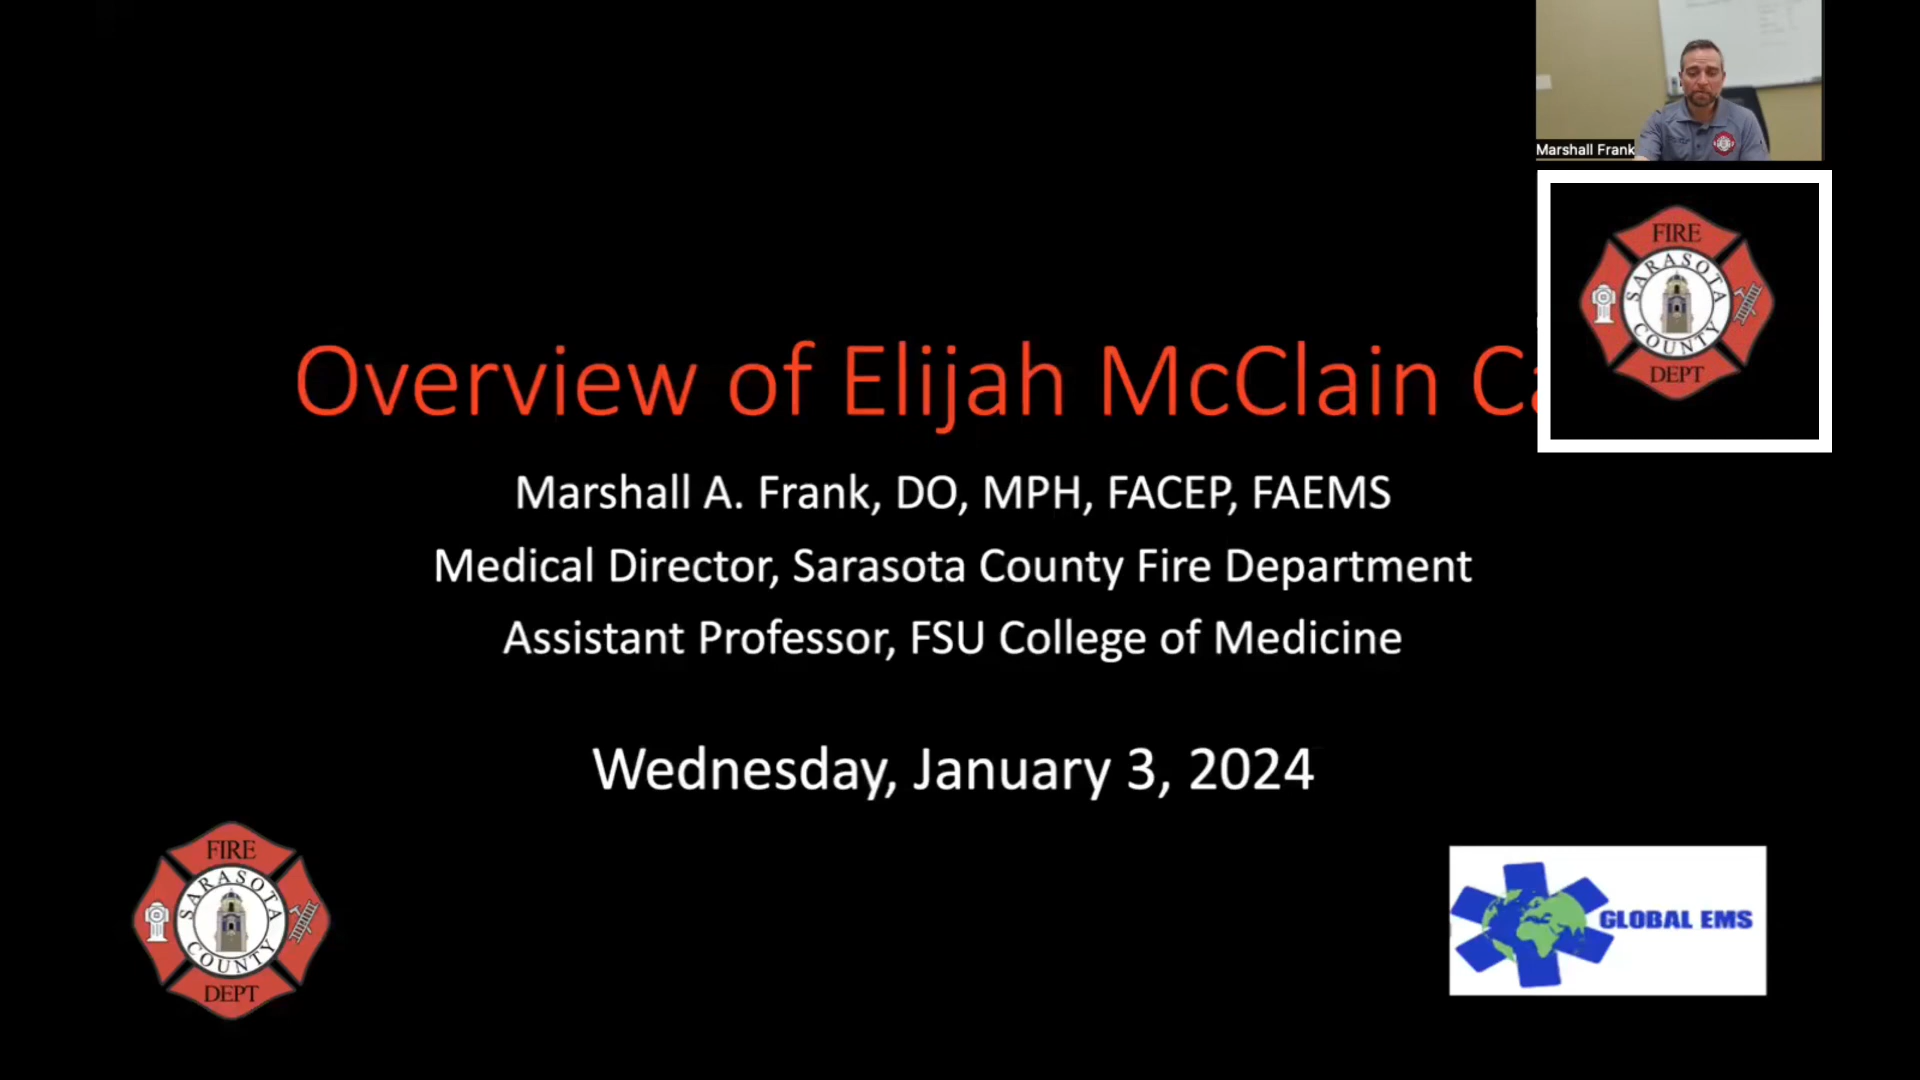 Marshall Frank
FIRE
SARASOTA
COUNTY
DEPT
Overview of Elijah McClain
Marshall A. Frank, DO, MPH, FACEP, FAEMS
Medical Director, Sarasota County Fire Department
Assistant Professor, FSU College of Medicine
Wednesday, January 3, 2024
FIRE
SARASOTA
COUNTY
DEPT
GLOBAL EMS